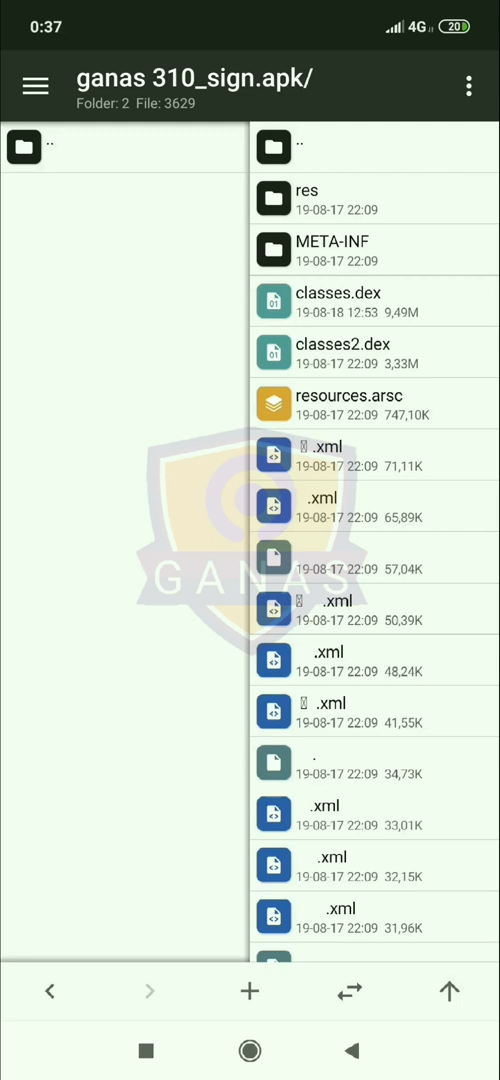 0:37
4G
20
ganas 310_sign.apk/
Folder: 2 File: 3629
..
..
res
19-08-17 22:09
META-INF
19-08-17 22:09
classes.dex
19-08-18 12:53 9,49M
classes2.dex
19-08-17 22:09 3,33M
resources.arsc
19-08-17 22:09 747,10K
.xml
19-08-17 22:09 71,11K
.xml
19-08-17 22:09 65,89K
19-08-17 22:09 57,04K
GANAS
.xml
19-08-17 22:09 50,39K
.xml
19-08-17 22:09 48,24K
.xml
19-08-17 22:09 41,55K
.
19-08-17 22:09 34,73K
.xml
19-08-17 22:09 33,01K
.xml
19-08-17 22:09 32,15K
.xml
19-08-17 22:09 31,96K